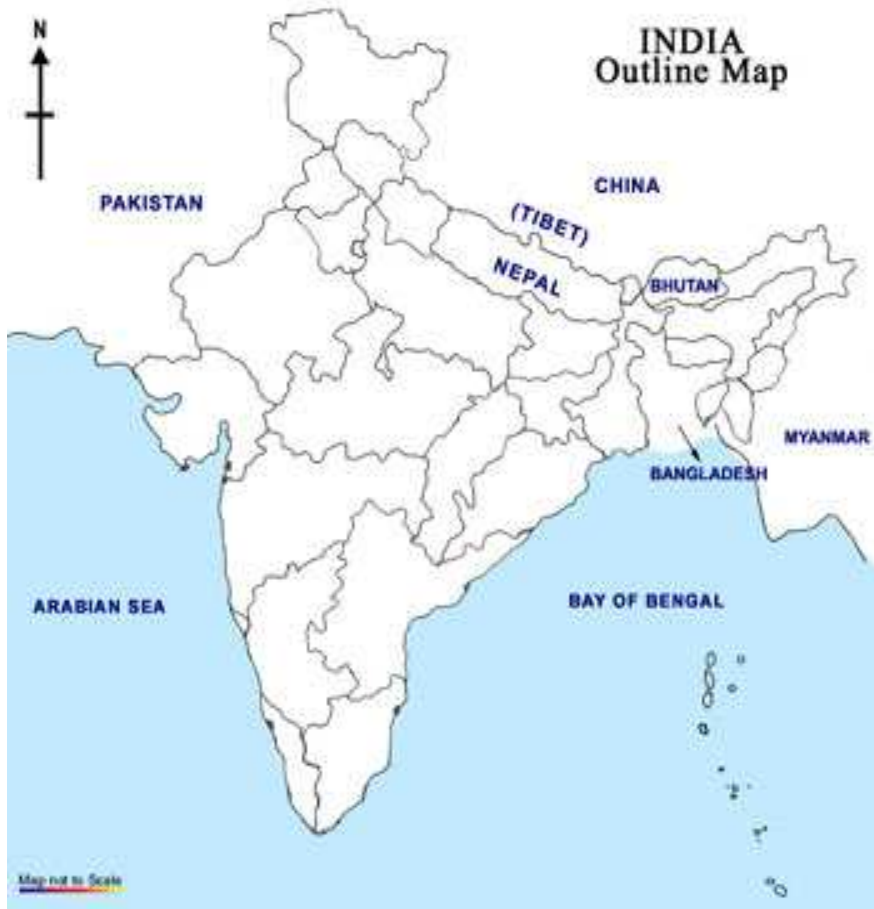 N
INDIA
Outline Map
CHINA
PAKISTAN
(TIBET)
NEPAL
BHUTAN
MYANMAR
BANGLADESH
ARABIAN SEA
BAY OF BENGAL
Map not to Scale